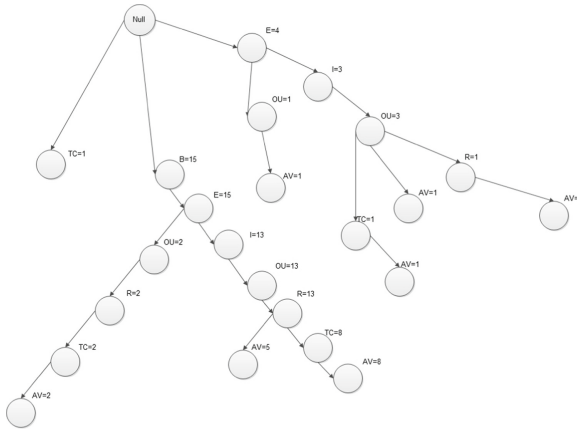 Null
E=4
I=3
OU=1
OU=3
TC=1
B=15
R=1
AV=1
AV=1
AV=
E=15
TC=1
I=13
OU=2
OU=13
AV=1
R=2
R=13
TC=8
TC=2
AV=5
AV=8
AV=2